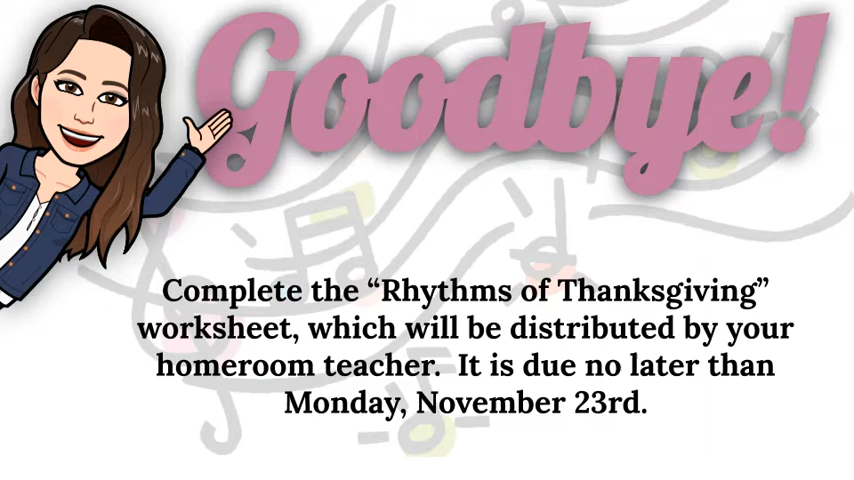 Goodbye!
Complete the “Rhythms of Thanksgiving”
worksheet, which will be distributed by your
homeroom teacher.  It is due no later than
Monday, November 23rd.